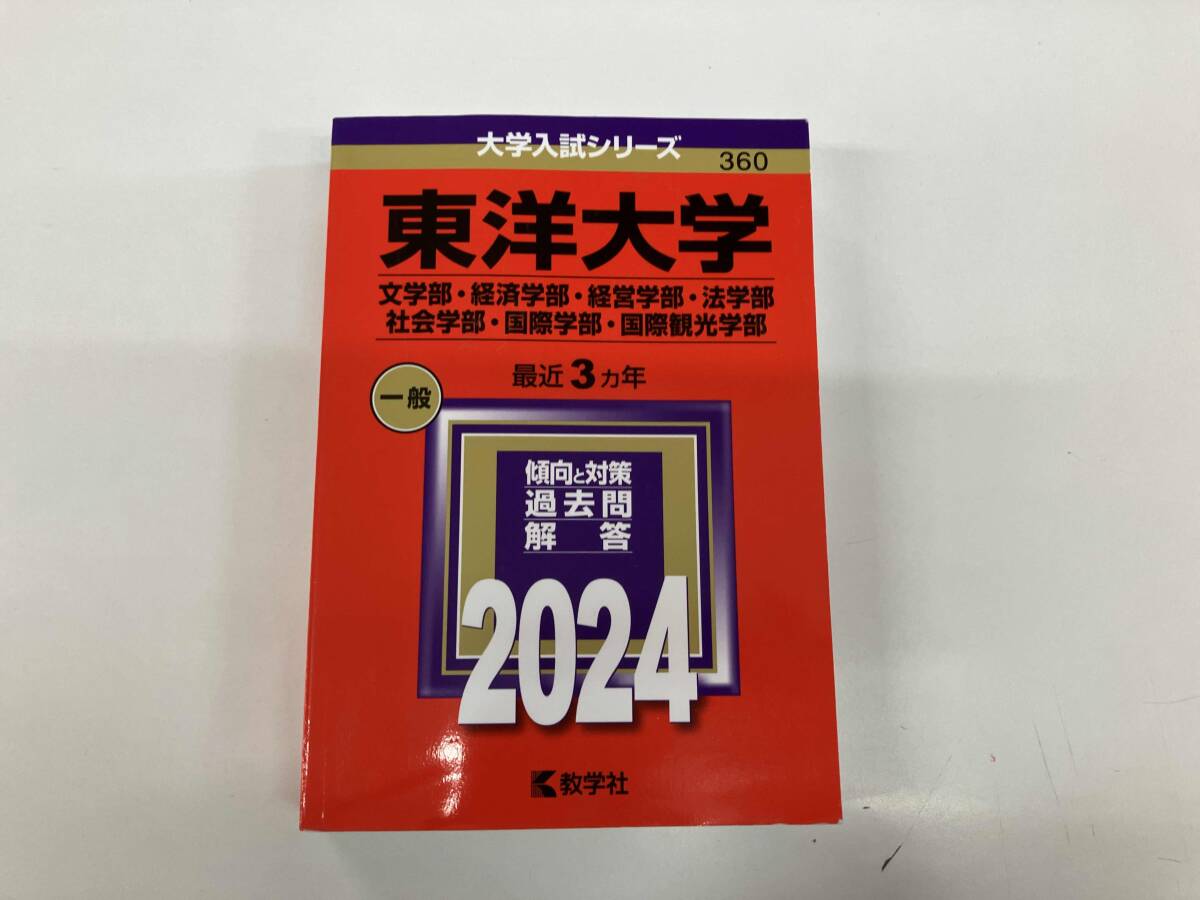 大学入試シリーズ
360
東洋大学
文学部・経済学部・経営学部・法学部
社会学部・国際学部・国際観光学部
最近3カ年
一般
傾向と対策
過去問
解答
2024
教学社